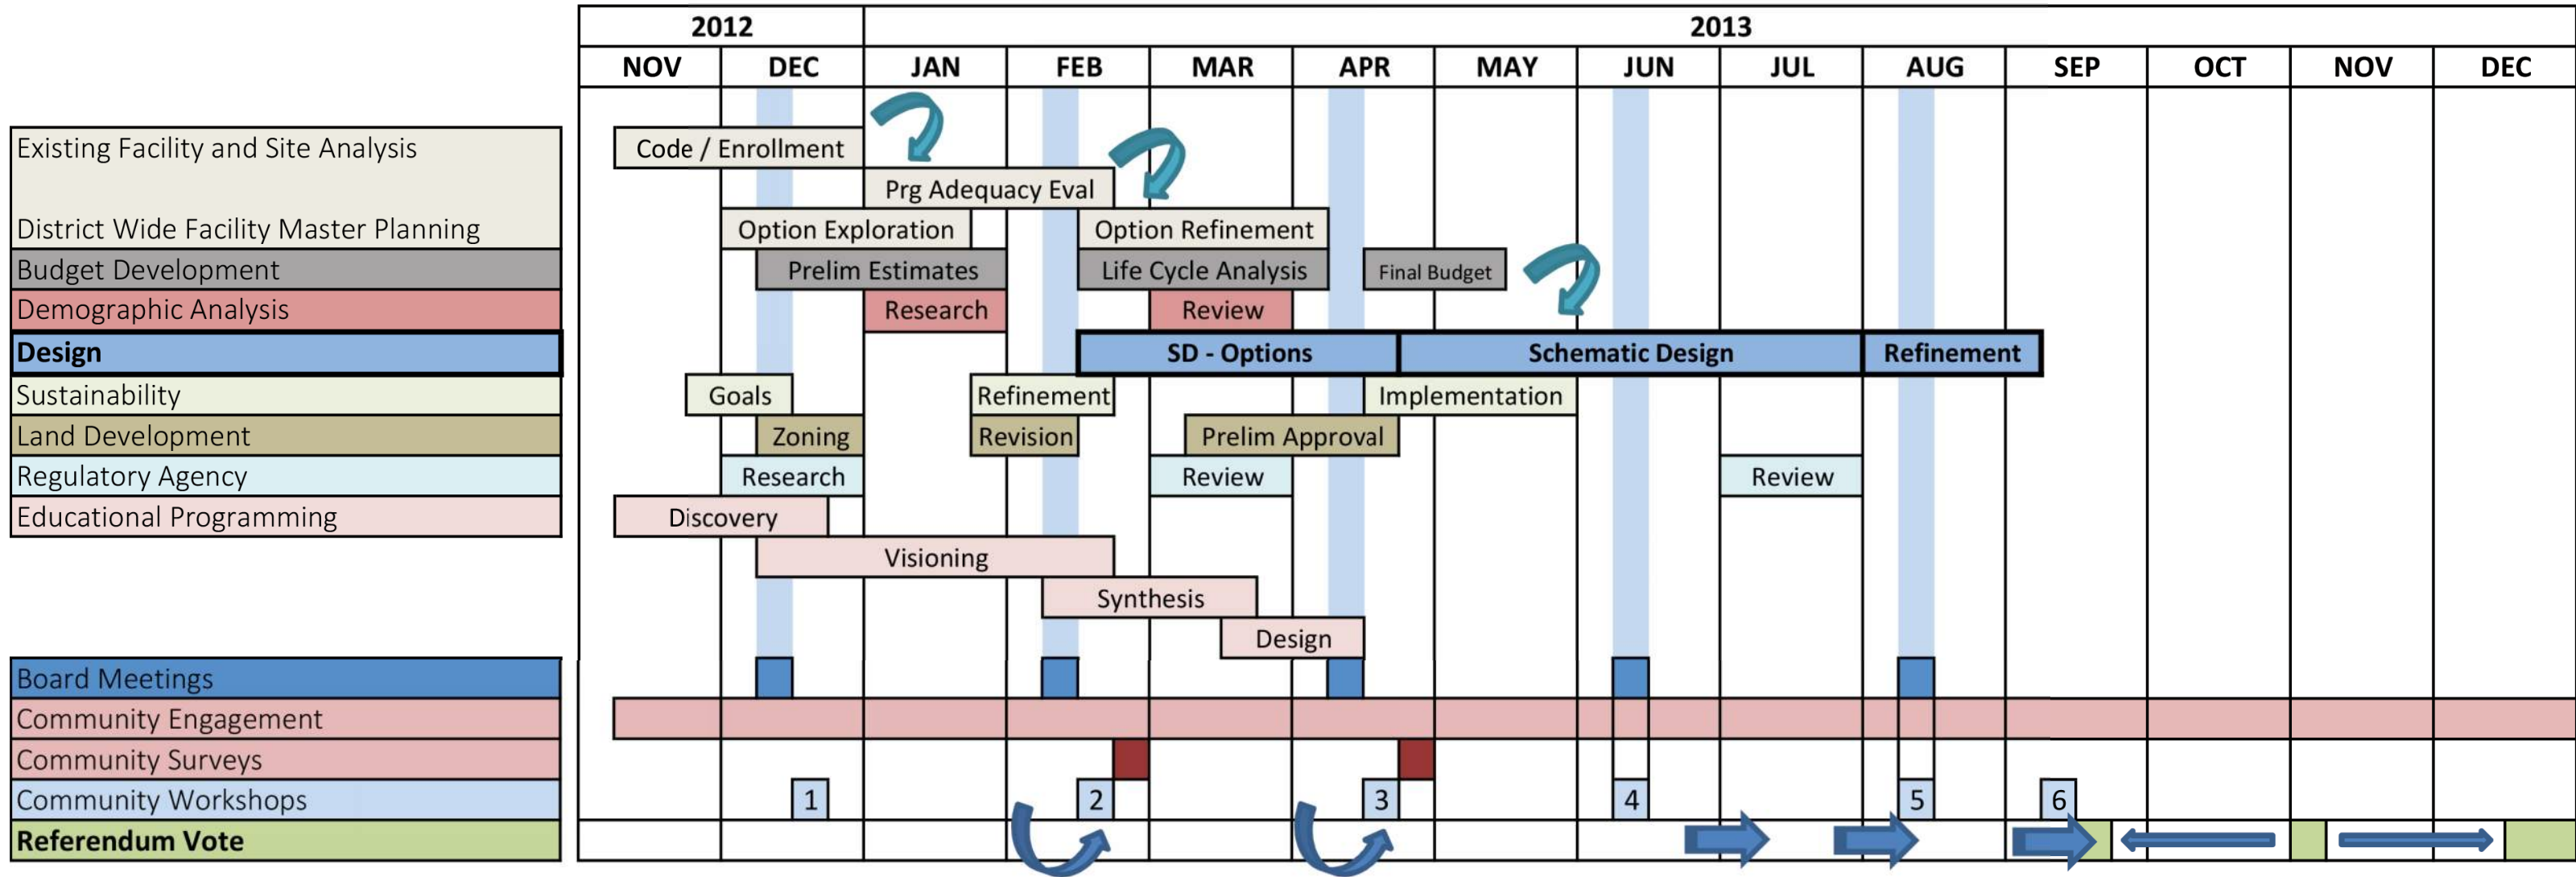 2012 2013
NOV DEC JAN FEB MAR APR MAY JUN JUL AUG SEP OCT NOV DEC
Existing Facility and Site Analysis Code / Enrollment
Prg Adequacy Eval
District Wide Facility Master Planning Option Exploration Option Refinement
Budget Development Prelim Estimates Life Cycle Analysis Final Budget
Demographic Analysis Research Review
Design SD - Options Schematic Design Refinement
Sustainability Goals Refinement Implementation
Land Development Zoning Revision Prelim Approval
Regulatory Agency Research Review Review
Educational Programming Discovery
Visioning
Synthesis
Design
Board Meetings
Community Engagement
Community Surveys
Community Workshops 1 2 3 4 5 6
Referendum Vote